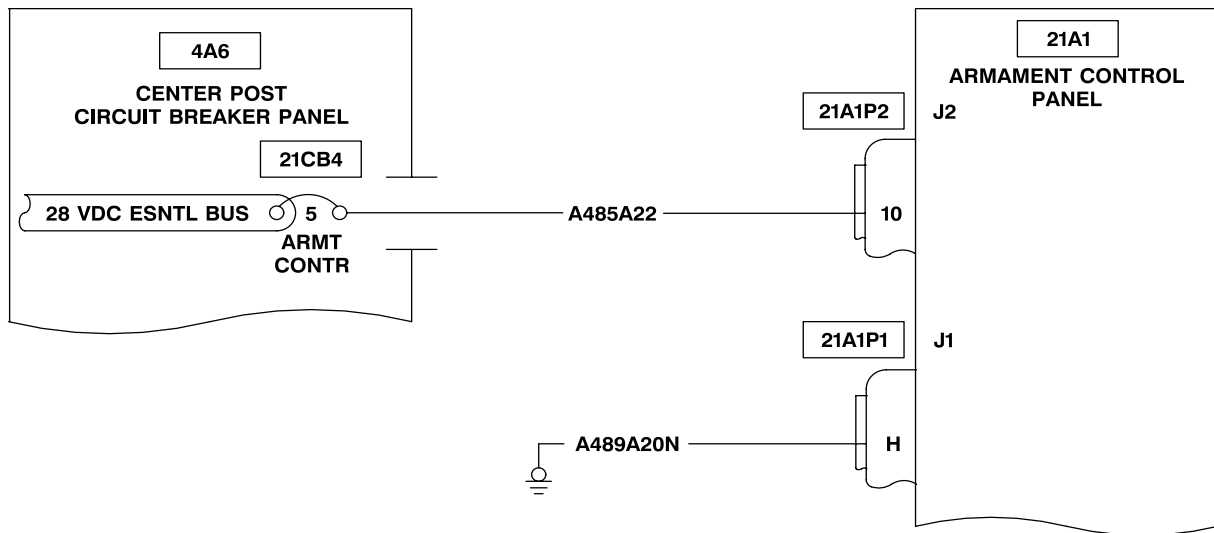 4A6
CENTER POST
CIRCUIT BREAKER PANEL
21CB4
28 VDC ESNTL BUS
5
ARMT
CONTR
A485A22
21A1
ARMAMENT CONTROL
PANEL
21A1P2
J2
10
21A1P1
J1
A489A20N
H